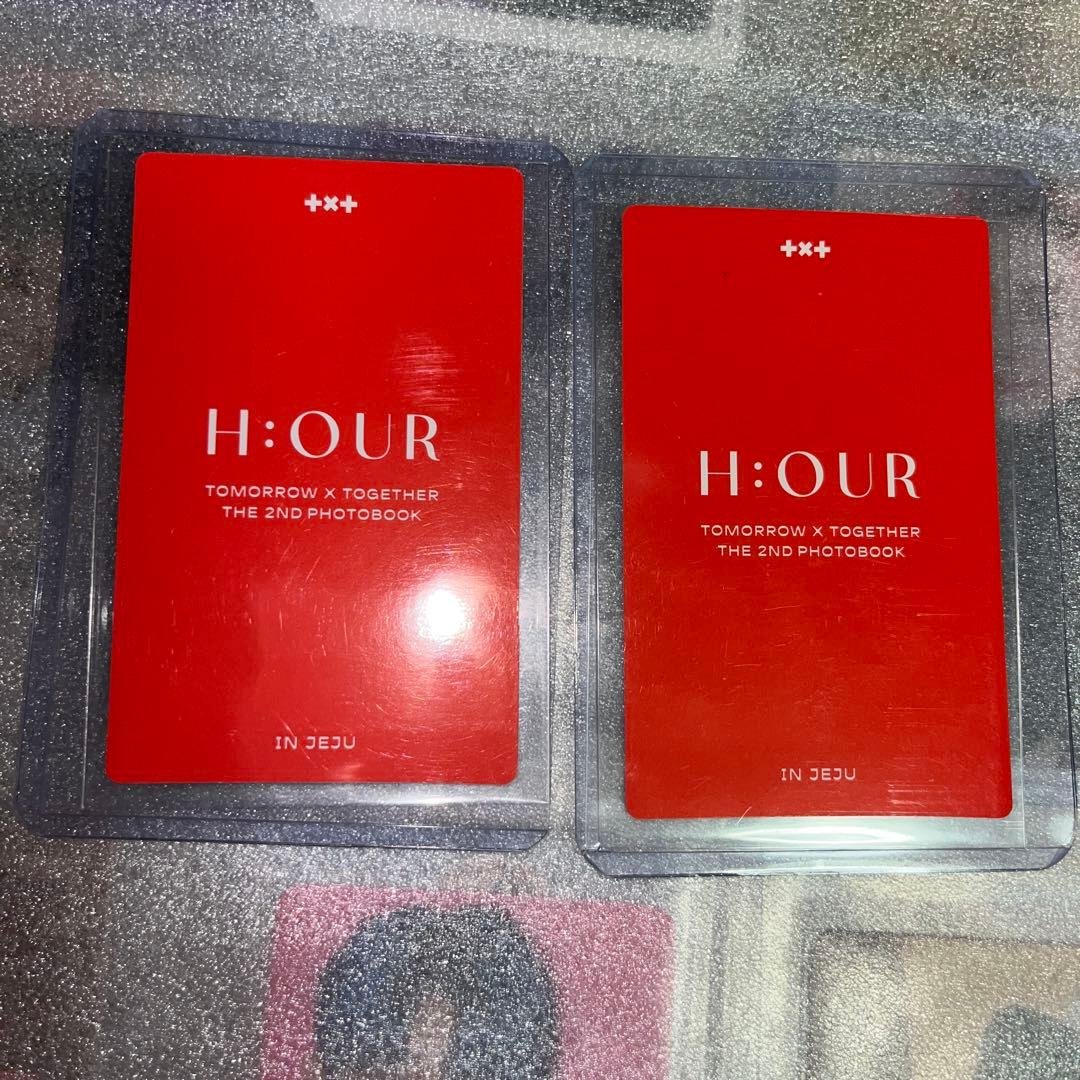 +×+
H:OUR
TOMORROW X TOGETHER
THE 2ND PHOTOBOOK
IN JEJU
+×+
H:OUR
TOMORROW X TOGETHER
THE 2ND PHOTOBOOK
IN JEJU